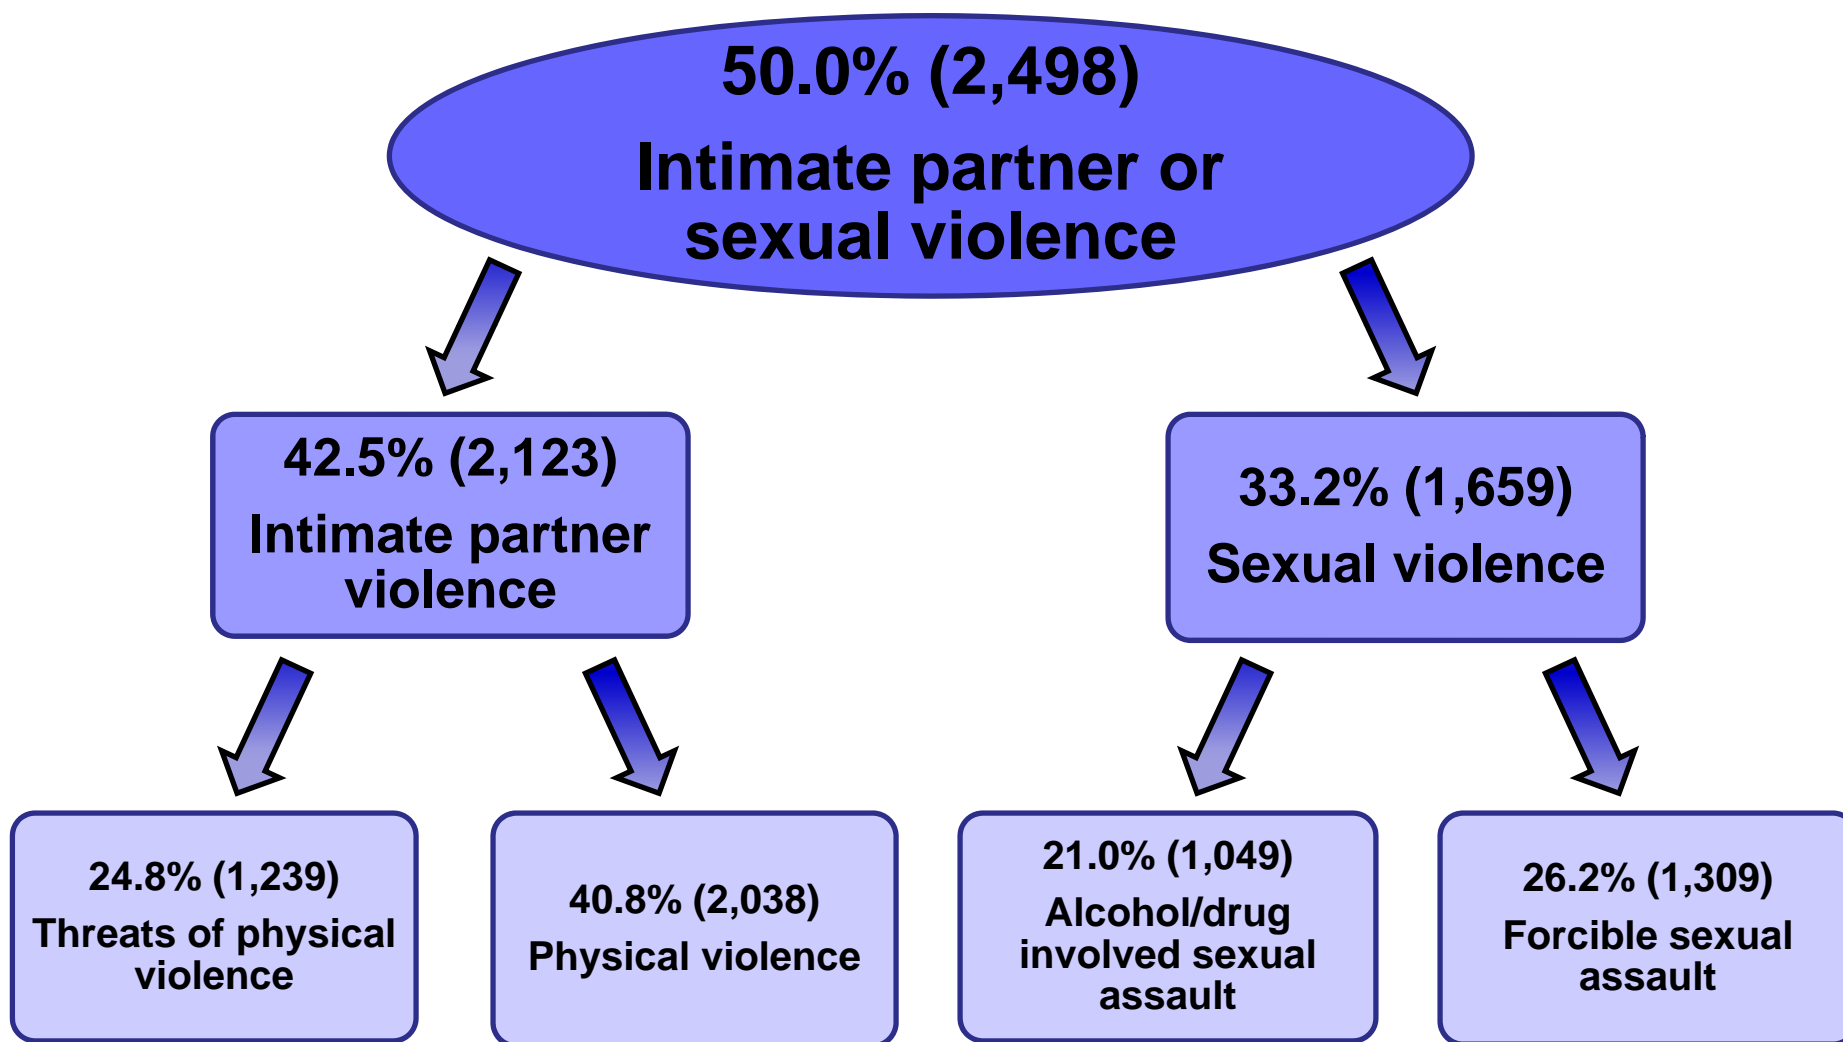 50.0% (2,498)
Intimate partner or
sexual violence
42.5% (2,123)
Intimate partner
violence
33.2% (1,659)
Sexual violence
24.8% (1,239)
Threats of physical
violence
40.8% (2,038)
Physical violence
21.0% (1,049)
Alcohol/drug
involved sexual
assault
26.2% (1,309)
Forcible sexual
assault